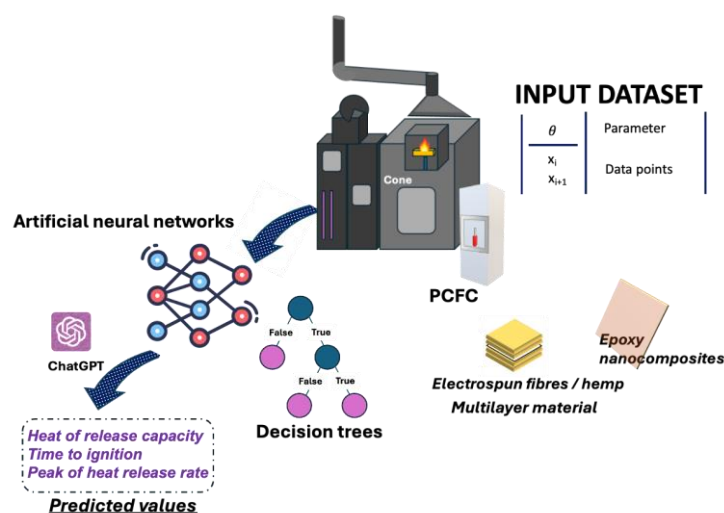 INPUT DATASET
θ
Parameter
xi
Data points
xi+1
Cone
PCFC
Artificial neural networks
ChatGPT
False
True
False
True
Decision trees
Epoxy
nanocomposites
Electrospun fibres / hemp
Multilayer material
Heat of release capacity
Time to ignition
Peak of heat release rate
Predicted values